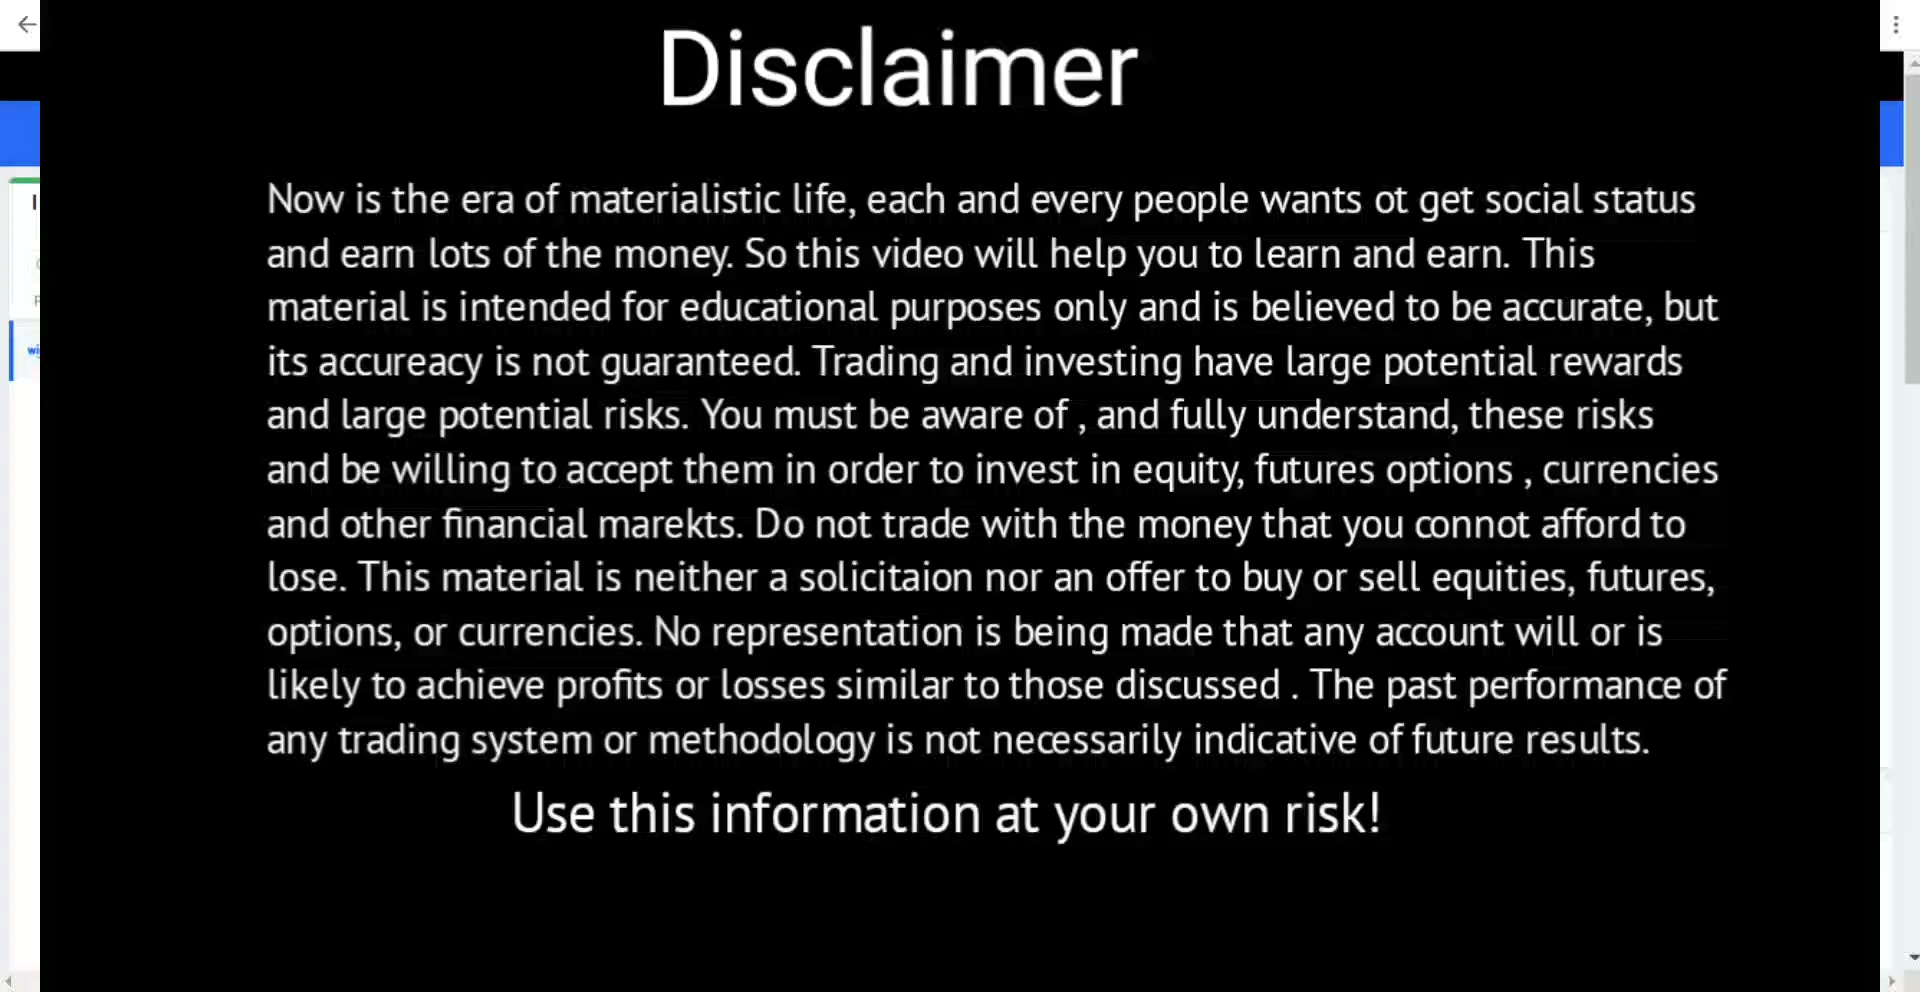 Disclaimer
Now is the era of materialistic life, each and every people wants ot get social status
and earn lots of the money. So this video will help you to learn and earn. This
material is intended for educational purposes only and is believed to be accurate, but
its accureacy is not guaranteed. Trading and investing have large potential rewards
and large potential risks. You must be aware of , and fully understand, these risks
and be willing to accept them in order to invest in equity, futures options , currencies
and other financial marekts. Do not trade with the money that you connot afford to
lose. This material is neither a solicitaion nor an offer to buy or sell equities, futures,
options, or currencies. No representation is being made that any account will or is
likely to achieve profits or losses similar to those discussed . The past performance of
any trading system or methodology is not necessarily indicative of future results.
Use this information at your own risk!